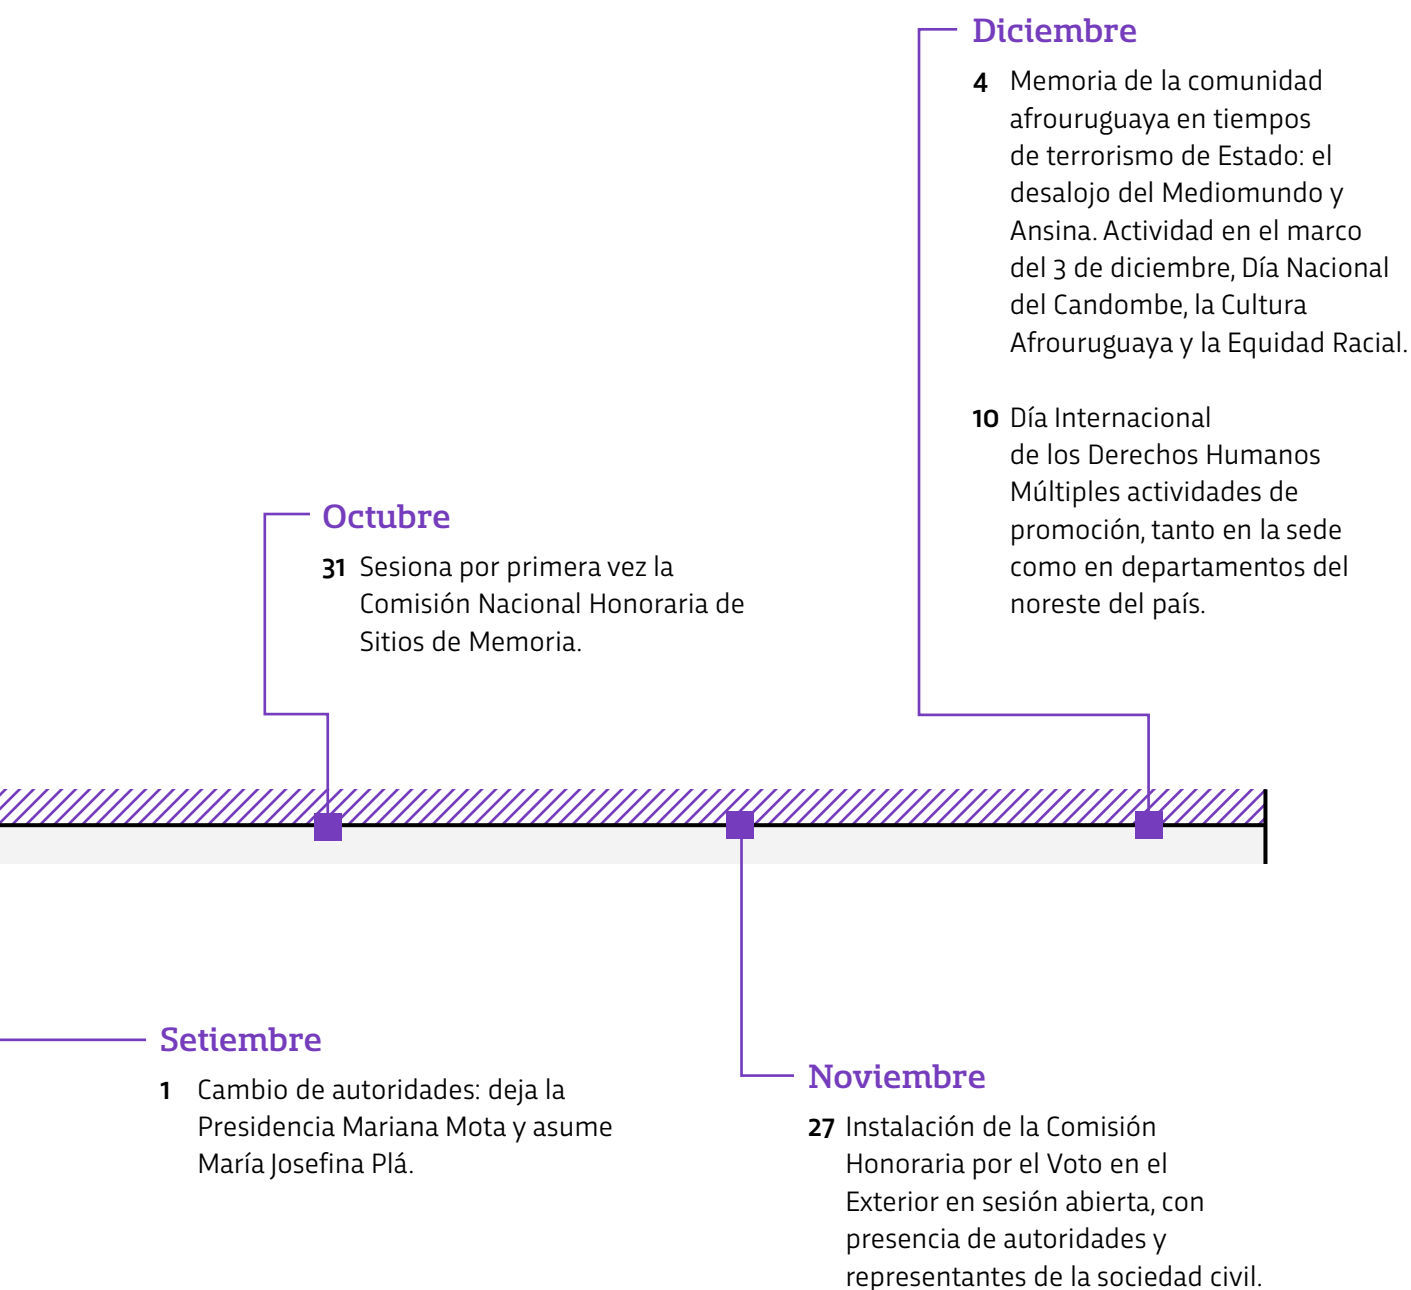 Diciembre
4 Memoria de la comunidad
afrouruguaya en tiempos
de terrorismo de Estado: el
desalojo del Mediomundo y
Ansina. Actividad en el marco
del 3 de diciembre, Día Nacional
del Candombe, la Cultura
Afrouruguaya y la Equidad Racial.
10 Día Internacional
de los Derechos Humanos
Múltiples actividades de
promoción, tanto en la sede
como en departamentos del
noreste del país.
Octubre
31 Sesiona por primera vez la
Comisión Nacional Honoraria de
Sitios de Memoria.
Setiembre
1 Cambio de autoridades: deja la
Presidencia Mariana Mota y asume
María Josefina Plá.
Noviembre
27 Instalación de la Comisión
Honoraria por el Voto en el
Exterior en sesión abierta, con
presencia de autoridades y
representantes de la sociedad civil.